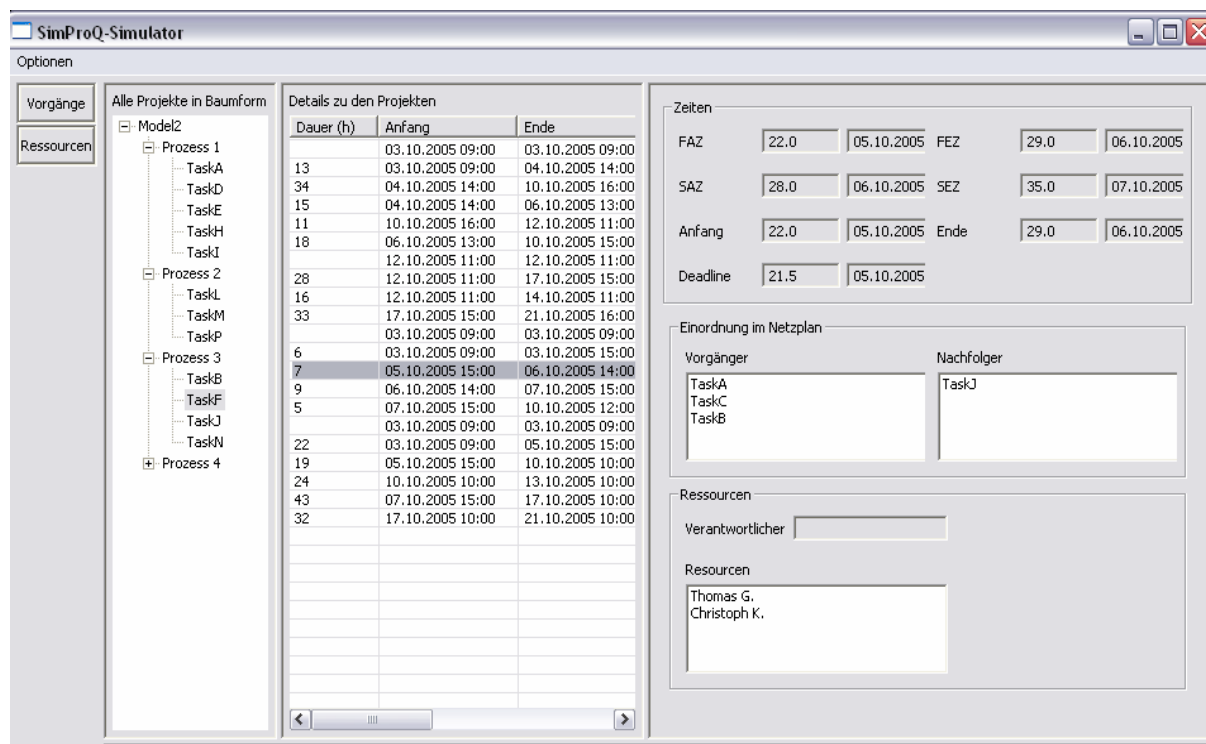 SimProQ-Simulator
Optionen
Vorgänge
Ressourcen
Alle Projekte in Baumform
Model2
Prozess 1
TaskA
TaskD
TaskE
TaskH
TaskI
Prozess 2
TaskL
TaskM
TaskP
Prozess 3
TaskB
TaskF
TaskJ
TaskN
Prozess 4
Details zu den Projekten
Dauer (h) Anfang Ende
03.10.2005 09:00 03.10.2005 09:00
13 03.10.2005 09:00 04.10.2005 14:00
34 04.10.2005 14:00 10.10.2005 16:00
15 04.10.2005 14:00 06.10.2005 13:00
11 10.10.2005 16:00 12.10.2005 11:00
18 06.10.2005 13:00 10.10.2005 15:00
12.10.2005 11:00 12.10.2005 11:00
28 12.10.2005 11:00 17.10.2005 15:00
16 12.10.2005 11:00 14.10.2005 11:00
33 17.10.2005 15:00 21.10.2005 16:00
03.10.2005 09:00 03.10.2005 09:00
6 03.10.2005 09:00 03.10.2005 15:00
7 05.10.2005 15:00 06.10.2005 14:00
9 06.10.2005 14:00 07.10.2005 15:00
5 07.10.2005 15:00 10.10.2005 12:00
03.10.2005 09:00 03.10.2005 09:00
22 03.10.2005 09:00 05.10.2005 15:00
19 05.10.2005 15:00 10.10.2005 10:00
24 10.10.2005 10:00 13.10.2005 10:00
43 07.10.2005 15:00 17.10.2005 10:00
32 17.10.2005 10:00 21.10.2005 10:00
Zeiten
FAZ 22.0 05.10.2005 FEZ 29.0 06.10.2005
SAZ 28.0 06.10.2005 SEZ 35.0 07.10.2005
Anfang 22.0 05.10.2005 Ende 29.0 06.10.2005
Deadline 21.5 05.10.2005
Einordnung im Netzplan
Vorgänger Nachfolger
TaskA TaskJ
TaskC
TaskB
Ressourcen
Verantwortlicher
Resourcen
Thomas G.
Christoph K.